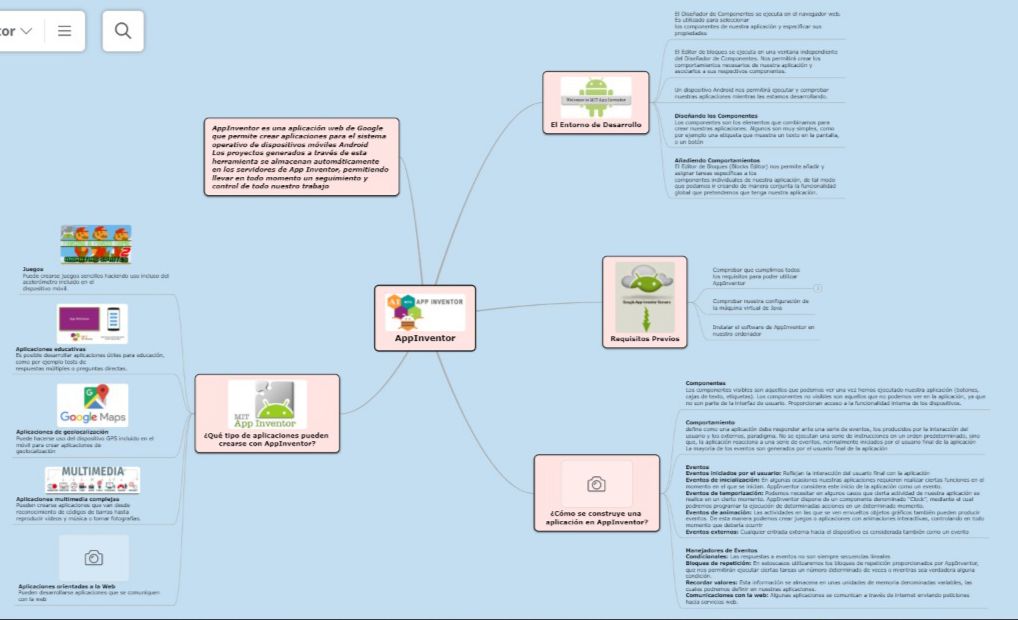 tor
AppInventor es una aplicación web de Google
que permite crear aplicaciones para el sistema
operativo de dispositivos móviles Android
Los proyectos generados a través de esta
herramienta se almacenan automáticamente
en los servidores de App Inventor, permitiendo
llevar en todo momento un seguimiento y
control de todo nuestro trabajo
APP INVENTOR
AppInventor
Welcome to MIT App Inventor
El Entorno de Desarrollo
El Diseñador de Componentes se ejecuta en el navegador web.
Es utilizado para seleccionar
los componentes de nuestra aplicación y especificar sus
propiedades
El Editor de bloques se ejecuta en una ventana independiente
del Diseñador de Componentes. Nos permitirá crear los
comportamientos necesarios de nuestra aplicación y
asociarlos a sus respectivos componentes.
Un dispositivo Android nos permitirá ejecutar y comprobar
nuestras aplicaciones mientras las estamos desarrollando.
Diseñando los Componentes
Los componentes son los elementos que combinamos para
crear nuestras aplicaciones. Algunos son muy simples, como
por ejemplo una etiqueta que muestra un texto en la pantalla,
o un botón
Añadiendo Comportamientos
El Editor de Bloques (Blocks Editor) nos permite añadir y
asignar tareas específicas a los
componentes individuales de nuestra aplicación, de tal modo
que podamos ir creando de manera conjunta la funcionalidad
global que pretendemos que tenga nuestra aplicación.
Requisitos Previos
Comprobar que cumplimos todos
los requisitos para poder utilizar
AppInventor
Comprobar nuestra configuración de
la máquina virtual de Java
Instalar el software de AppInventor en
nuestro ordenador
¿Cómo se construye una
aplicación en AppInventor?
Componentes
Los componentes visibles son aquellos que podemos ver una vez hemos ejecutado nuestra aplicación (botones,
cajas de texto, etiquetas). Los componentes no visibles son aquellos que no podemos ver en la aplicación, ya que
no son parte de la interfaz de usuario. Proporcionan acceso a la funcionalidad interna de los dispositivos.
Comportamiento
define como una aplicación debe responder ante una serie de eventos, los producidos por la interacción del
usuario y los externos, paradigma. No se ejecutan una serie de instrucciones en un orden predeterminado, sino
que, la aplicación reacciona a una serie de eventos, normalmente iniciados por el usuario final de la aplicación
La mayoría de los eventos son generados por el usuario final de la aplicación
Eventos
Eventos iniciados por el usuario: Reflejan la interacción del usuario final con la aplicación
Eventos de inicialización: En algunas ocasiones nuestras aplicaciones requieren realizar ciertas funciones en el
momento en el que se inician. AppInventor considera este inicio de la aplicación como un evento.
Eventos de temporización: Podemos necesitar en algunos casos que cierta actividad de nuestra aplicación se
realice en un cierto momento. AppInventor dispone de un componente denominado "Clock", mediante el cual
podremos programar la ejecución de determinadas acciones en un determinado momento.
Eventos de animación: Las actividades en las que se ven envueltos objetos gráficos también pueden producir
eventos. De esta manera podemos crear juegos o aplicaciones con animaciones interactivas, controlando en todo
momento que debería ocurrir
Eventos externos: Cualquier entrada externa hacia el dispositivo es considerada también como un evento
Manejadores de Eventos
Condicionales: Las respuestas a eventos no son siempre secuencias lineales
Bloques de repetición: En estos casos utilizaremos los bloques de repetición proporcionados por AppInventor,
que nos permitirán ejecutar ciertas tareas un número determinado de veces o mientras sea verdadera alguna
condición.
Recordar valores: Esta información se almacena en unas unidades de memoria denominadas variables, las
cuales podremos definir en nuestras aplicaciones.
Comunicaciones con la web: Algunas aplicaciones se comunican a través de internet enviando peticiones
hacia servicios web.
MIT
App Inventor
¿Qué tipo de aplicaciones pueden
crearse con AppInventor?
Juegos
Puede crearse juegos sencillos haciendo uso incluso del
acelerómetro incluido en el
dispositivo móvil.
Aplicaciones educativas
Es posible desarrollar aplicaciones útiles para educación,
como por ejemplo tests de
respuestas múltiples o preguntas directas.
Google Maps
Aplicaciones de geolocalización
Puede hacerse uso del dispositivo GPS incluido en el
móvil para crear aplicaciones de
geolocalización
MULTIMEDIA
Aplicaciones multimedia complejas
Pueden crearse aplicaciones que van desde
reconocimiento de códigos de barras hasta
reproducir vídeos y música o tomar fotografías.
Aplicaciones orientadas a la Web
Pueden desarrollarse aplicaciones que se comuniquen
con la web